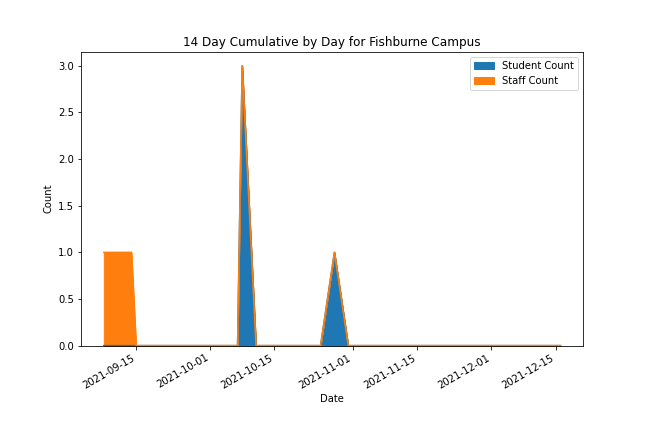 14 Day Cumulative by Day for Fishburne Campus
Student Count
Staff Count
Count
3.0
2.5
2.0
1.5
1.0
0.5
0.0
2021-09-15
2021-10-01
2021-10-15
2021-11-01
2021-11-15
2021-12-01
2021-12-15
Date